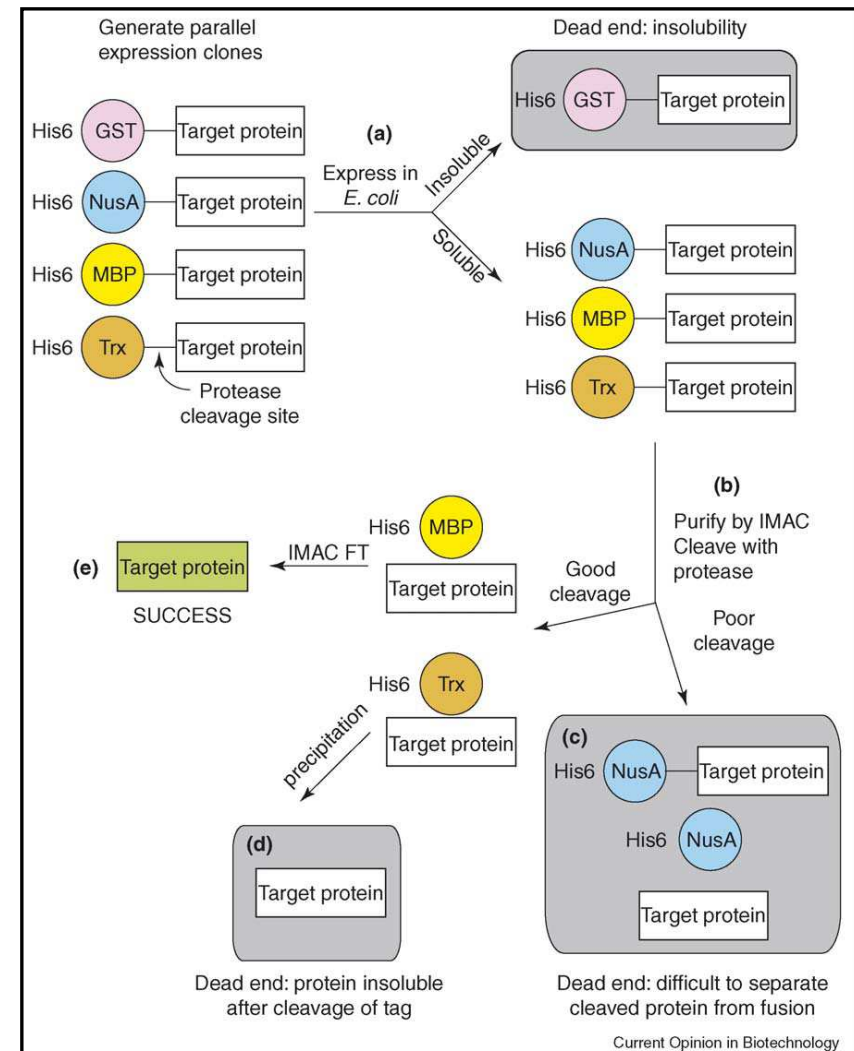 Generate parallel
expression clones
His6 GST Target protein
His6 NusA Target protein
His6 MBP Target protein
His6 Trx Target protein
Protease
cleavage site
(a)
Express in
E. coli
Insoluble
Soluble
Dead end: insolubility
His6 GST Target protein
His6 NusA Target protein
His6 MBP Target protein
His6 Trx Target protein
(b)
Purify by IMAC
Cleave with
protease
Good
cleavage
Poor
cleavage
His6 MBP
Target protein
IMAC FT
(e) Target protein
SUCCESS
His6 Trx
Target protein
precipitation
(d)
Target protein
Dead end: protein insoluble
after cleavage of tag
(c)
His6 NusA Target protein
His6 NusA
Target protein
Dead end: difficult to separate
cleaved protein from fusion
Current Opinion in Biotechnology